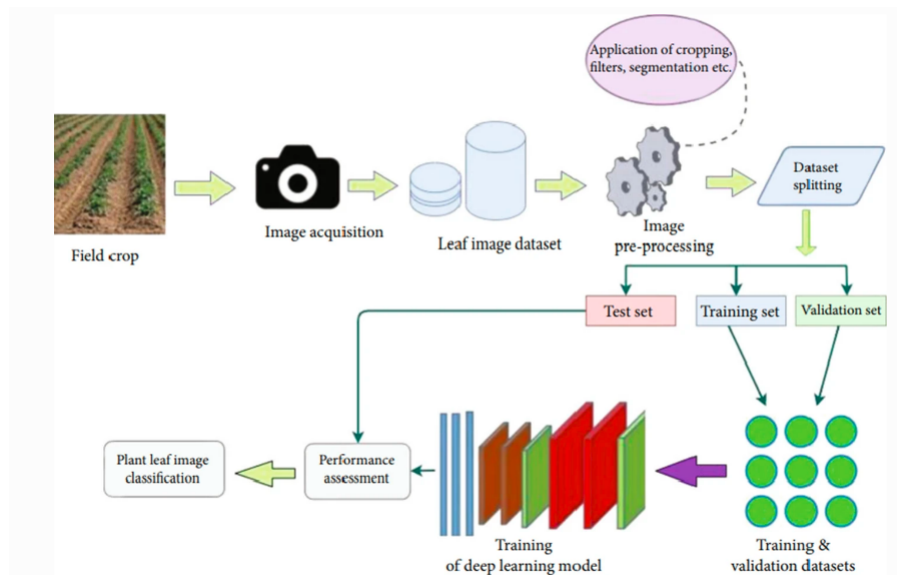 Application of cropping,
filters, segmentation etc.
Field crop
Image acquisition
Leaf image dataset
Image
pre-processing
Dataset
splitting
Test set
Training set
Validation set
Training &
validation datasets
Training
of deep learning model
Performance
assessment
Plant leaf image
classification